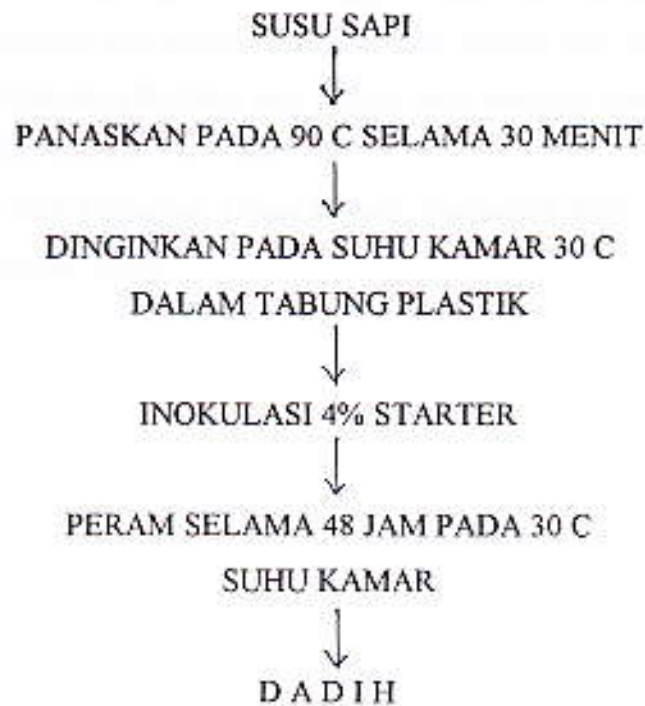 SUSU SAPI
PANASKAN PADA 90 C SELAMA 30 MENIT
DINGINKAN PADA SUHU KAMAR 30 C
DALAM TABUNG PLASTIK
INOKULASI 4% STARTER
PERAM SELAMA 48 JAM PADA 30 C
SUHU KAMAR
D A D I H